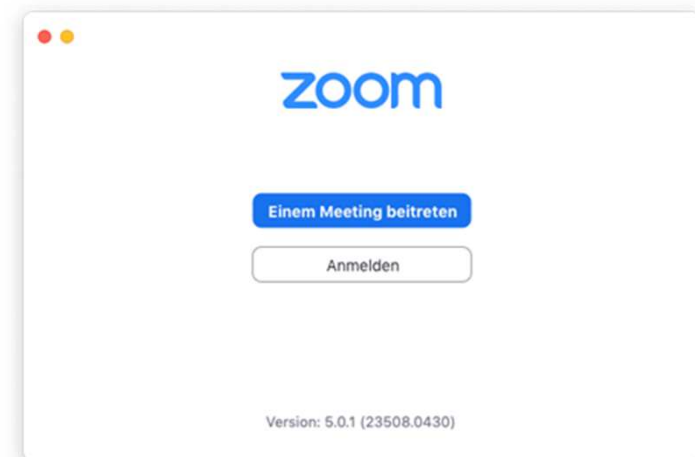 zoom
Einem Meeting beitreten
Anmelden
Version: 5.0.1 (23508.0430)